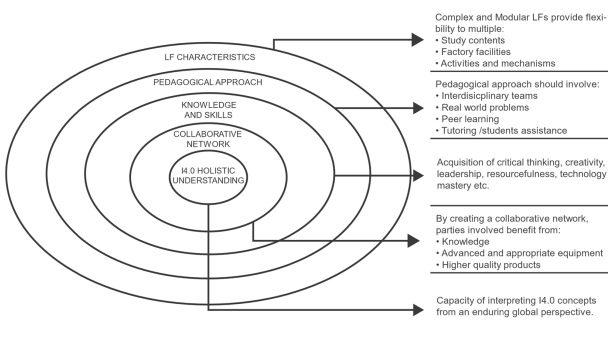 LF CHARACTERISTICS
PEDAGOGICAL APPROACH
KNOWLEDGE
AND SKILLS
COLLABORATIVE
NETWORK
I4.0 HOLISTIC
UNDERSTANDING
Complex and Modular LFs provide flexi-
bility to multiple:
• Study contents
• Factory facilities
• Activities and mechanisms
Pedagogical approach should involve:
• Interdisicplinary teams
• Real world problems
• Peer learning
• Tutoring /students assistance
Acquisition of critical thinking, creativity,
leadership, resourcefulness, technology
mastery etc.
By creating a collaborative network,
parties involved benefit from:
• Knowledge
• Advanced and appropriate equipment
• Higher quality products
Capacity of interpreting I4.0 concepts
from an enduring global perspective.